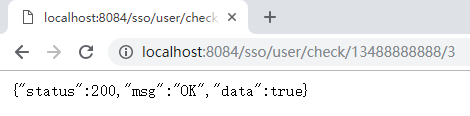 localhost:8084/sso/user/check
localhost:8084/sso/user/check/13488888888/3
{"status":200,"msg":"OK","data":true}